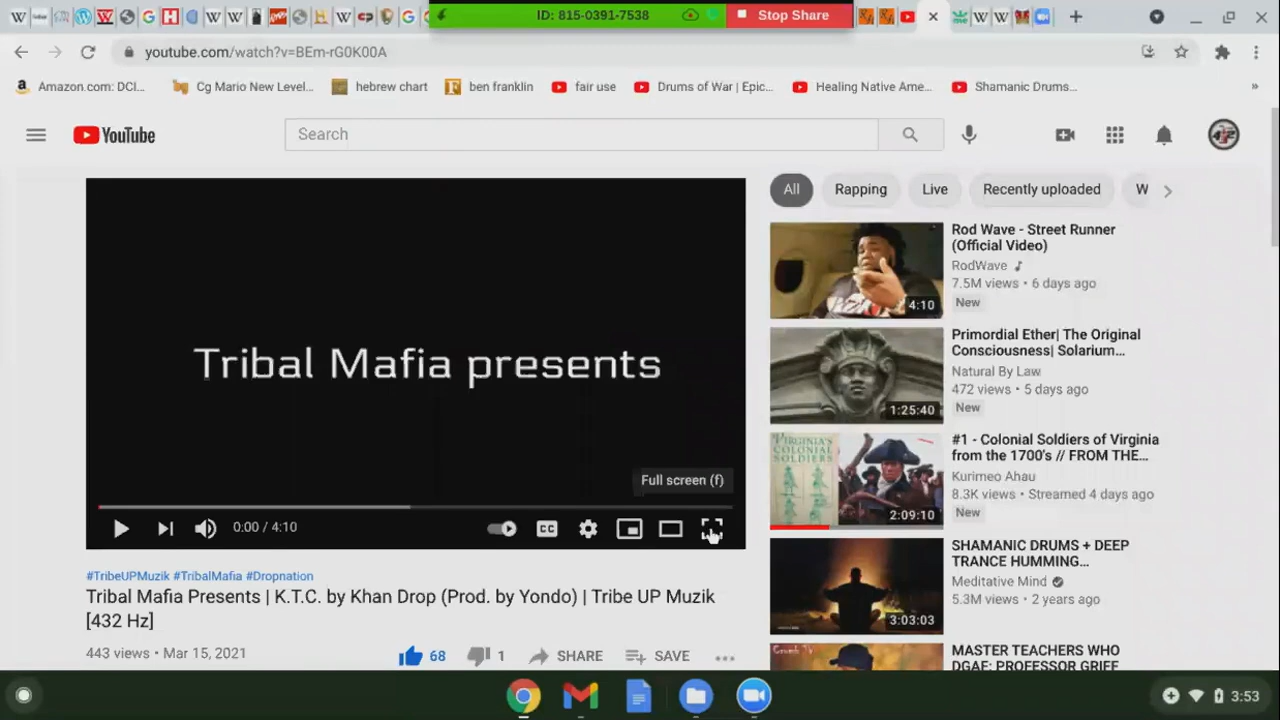 ID: 815-0391-7538
Stop Share
youtube.com/watch?v=BEm-rG0K00A
Amazon.com: DCI...
Cg Mario New Level...
hebrew chart
ben franklin
fair use
Drums of War | Epic...
Healing Native Ame...
Shamanic Drums...
»
YouTube
Search
All
Rapping
Live
Recently uploaded
W
Tribal Mafia presents
Full screen (f)
0:00 / 4:10
CC
#TribeUPMuzik #TribalMafia #Dropnation
Tribal Mafia Presents | K.T.C. by Khan Drop (Prod. by Yondo) | Tribe UP Muzik
[432 Hz]
443 views • Mar 15, 2021
68
1
SHARE
SAVE
4:10
Rod Wave - Street Runner
(Official Video)
RodWave
7.5M views • 6 days ago
New
1:25:40
Primordial Ether| The Original
Consciousness| Solarium...
Natural By Law
472 views • 5 days ago
New
VIRGINIA'S
COLONIAL
SOLDIERS
2:09:10
#1 - Colonial Soldiers of Virginia
from the 1700's // FROM THE...
Kurimeo Ahau
8.3K views • Streamed 4 days ago
New
3:03:03
SHAMANIC DRUMS + DEEP
TRANCE HUMMING...
Meditative Mind
5.3M views • 2 years ago
MASTER TEACHERS WHO
DGAF: PROFESSOR GRIFF
3:53